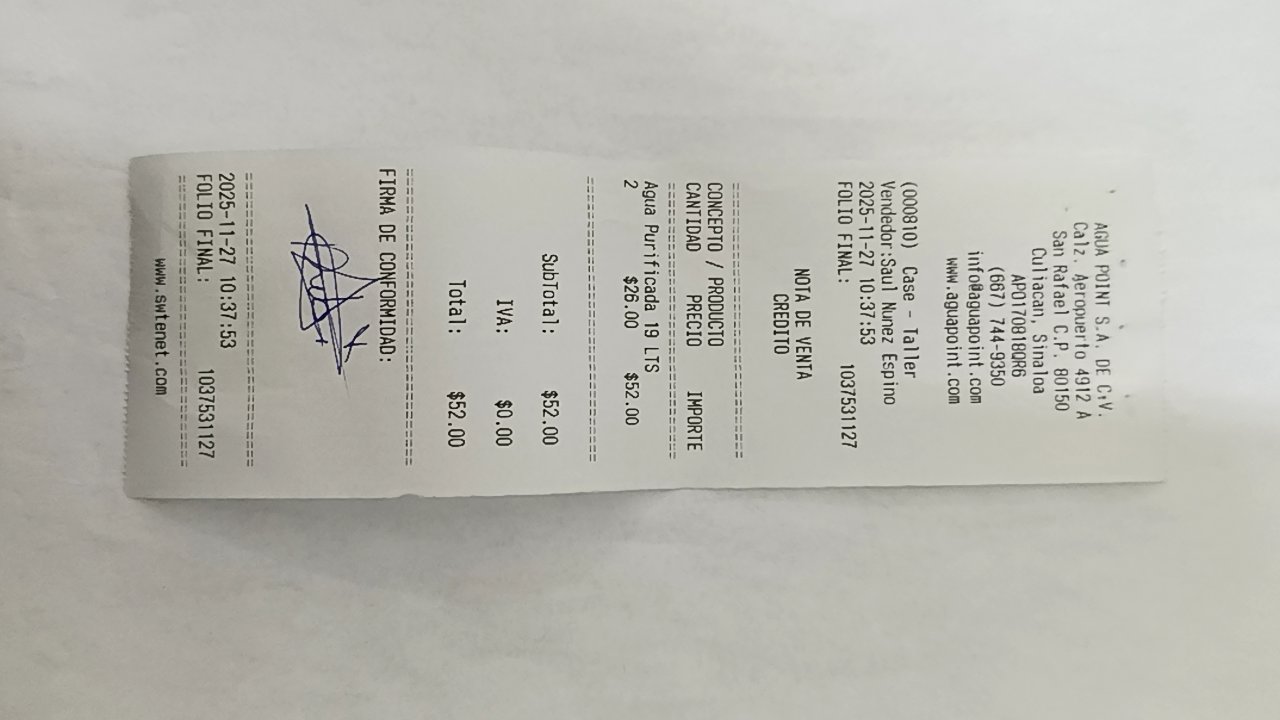 AGUA POINT S.A. DE C.V.
Calz. Aeropuerto 4912 A
San Rafael C.P. 80150
Culiacan, Sinaloa
APO170818QR6
(667) 744-9350
info@aguapoint.com
www.aguapoint.com
(000810) Case - Taller
Vendedor:Saul Nunez Espino
2025-11-27 10:37:53
FOLIO FINAL: 1037531127
NOTA DE VENTA
CREDITO
CONCEPTO / PRODUCTO
CANTIDAD PRECIO IMPORTE
Agua Purificada 19 LTS
2 $26.00 $52.00
SubTotal: $52.00
IVA: $0.00
Total: $52.00
FIRMA DE CONFORMIDAD:
2025-11-27 10:37:53
FOLIO FINAL: 1037531127
www.swtenet.com